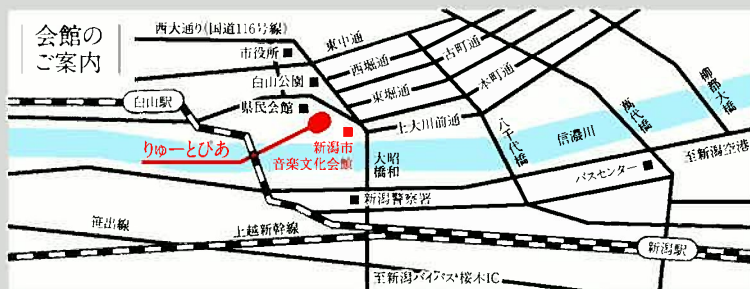 会館の
ご案内
西大通り(国道116号線)
市役所
白山公園
県民会館
白山駅
りゅーとぴあ
新潟市
音楽文化会館
東中通
西堀通
東堀通
古町通
本町通
上大川前通
八千代橋
萬代橋
柳都大橋
信濃川
昭和
大橋
至新潟空港
バスセンター
新潟警察署
笹出線
上越新幹線
新潟駅
至新潟バイパス・桜木IC